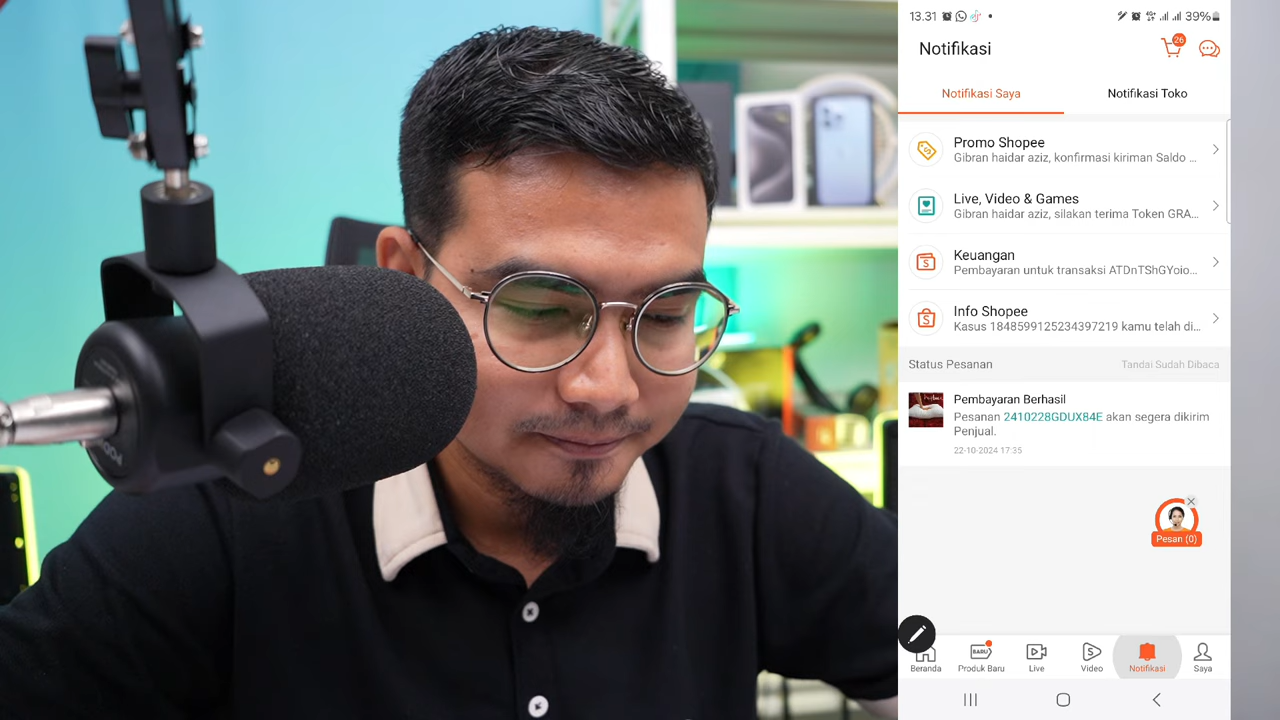 13.31
39%
Notifikasi
26
Notifikasi Saya
Notifikasi Toko
Promo Shopee
Gibran haidar aziz, konfirmasi kiriman Saldo ...
Live, Video & Games
Gibran haidar aziz, silakan terima Token GRA...
Keuangan
Pembayaran untuk transaksi ATDnTShGYoio...
Info Shopee
Kasus 1848599125234397219 kamu telah di...
Status Pesanan
Tandai Sudah Dibaca
Pembayaran Berhasil
Pesanan 2410228GDUX84E akan segera dikirim
Penjual.
22-10-2024 17:35
Pesan (0)
BARU
Beranda
Produk Baru
Live
Video
Notifikasi
Saya